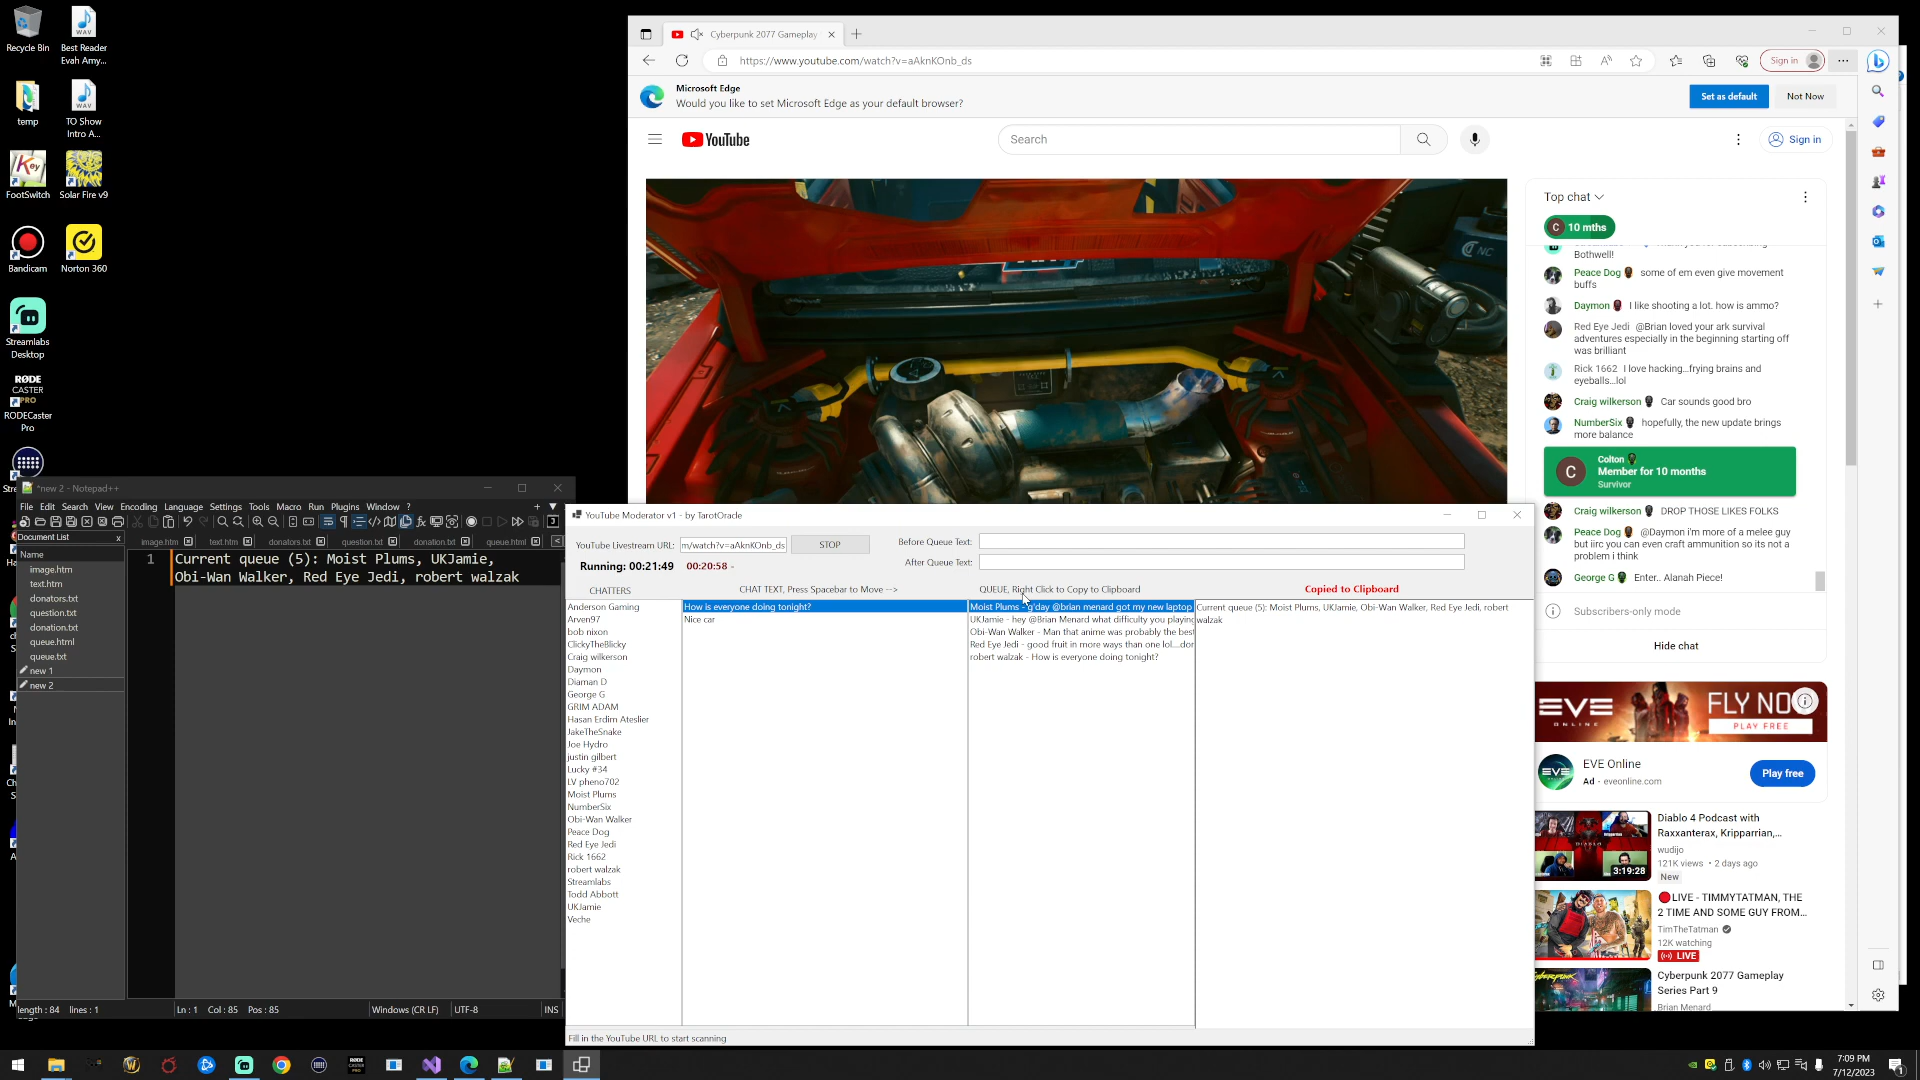 Recycle Bin
Best Reader
Evah Amy...
temp
TO Show
Intro A...
Key
FootSwitch
Solar Fire v9
Bandicam
Norton 360
Streamlabs
Desktop
RØDE
CASTER
PRO
RODECaster
Pro
Cyberpunk 2077 Gameplay
https://www.youtube.com/watch?v=aAknKOnb_ds
Sign in
Microsoft Edge
Would you like to set Microsoft Edge as your default browser?
Set as default
Not Now
YouTube
Search
Sign in
NC
Top chat
C 10 mths
Bothwell!
Peace Dog some of em even give movement
buffs
Daymon I like shooting a lot. how is ammo?
Red Eye Jedi @Brian loved your ark survival
adventures especially in the beginning starting off
was brilliant
Rick 1662 I love hacking...frying brains and
eyeballs...lol
Craig wilkerson Car sounds good bro
NumberSix hopefully, the new update brings
more balance
C
Colton
Member for 10 months
Survivor
Craig wilkerson DROP THOSE LIKES FOLKS
Peace Dog @Daymon i'm more of a melee guy
but iirc you can even craft ammunition so its not a
problem i think
George G Enter.. Alanah Piece!
Subscribers-only mode
Hide chat
EVE
ONLINE
FLY NO
PLAY FREE
EVE Online
Ad · eveonline.com
Play free
Diablo 4 Podcast with
Raxxanterax, Kripparrian,...
wudijo
121K views • 2 days ago
New
3:19:28
LIVE - TIMMYTATMAN, THE
2 TIME AND SOME GUY FROM...
TimTheTatman
12K watching
LIVE
Cyberpunk 2077 Gameplay
Series Part 9
Brian Menard
*new 2 - Notepad++
File Edit Search View Encoding Language Settings Tools Macro Run Plugins Window ?
Document List x
image.htm text.htm donators.txt question.txt donation.txt queue.html
Name
image.htm
text.htm
donators.txt
question.txt
donation.txt
queue.html
queue.txt
new 1
new 2
1
Current queue (5): Moist Plums, UKJamie,
Obi-Wan Walker, Red Eye Jedi, robert walzak
length : 84 lines : 1
Ln : 1 Col : 85 Pos : 85
Windows (CR LF)
UTF-8
INS
YouTube Moderator v1 - by TarotOracle
YouTube Livestream URL:
m/watch?v=aAknKOnb_ds
STOP
Before Queue Text:
After Queue Text:
Running: 00:21:49
00:20:58 -
CHATTERS
CHAT TEXT, Press Spacebar to Move -->
QUEUE, Right Click to Copy to Clipboard
Copied to Clipboard
Anderson Gaming
Arven97
bob nixon
ClickyTheBlicky
Craig wilkerson
Daymon
Diaman D
George G
GRIM ADAM
Hasan Erdim Ateslier
JakeTheSnake
Joe Hydro
justin gilbert
Lucky #34
LV pheno702
Moist Plums
NumberSix
Obi-Wan Walker
Peace Dog
Red Eye Jedi
Rick 1662
robert walzak
Streamlabs
Todd Abbott
UKJamie
Veche
How is everyone doing tonight?
Nice car
Moist Plums - g'day @brian menard got my new laptop
UKJamie - hey @Brian Menard what difficulty you playing
Obi-Wan Walker - Man that anime was probably the best
Red Eye Jedi - good fruit in more ways than one lol....dor
robert walzak - How is everyone doing tonight?
Current queue (5): Moist Plums, UKJamie, Obi-Wan Walker, Red Eye Jedi, robert
walzak
Fill in the YouTube URL to start scanning
7:09 PM
7/12/2023